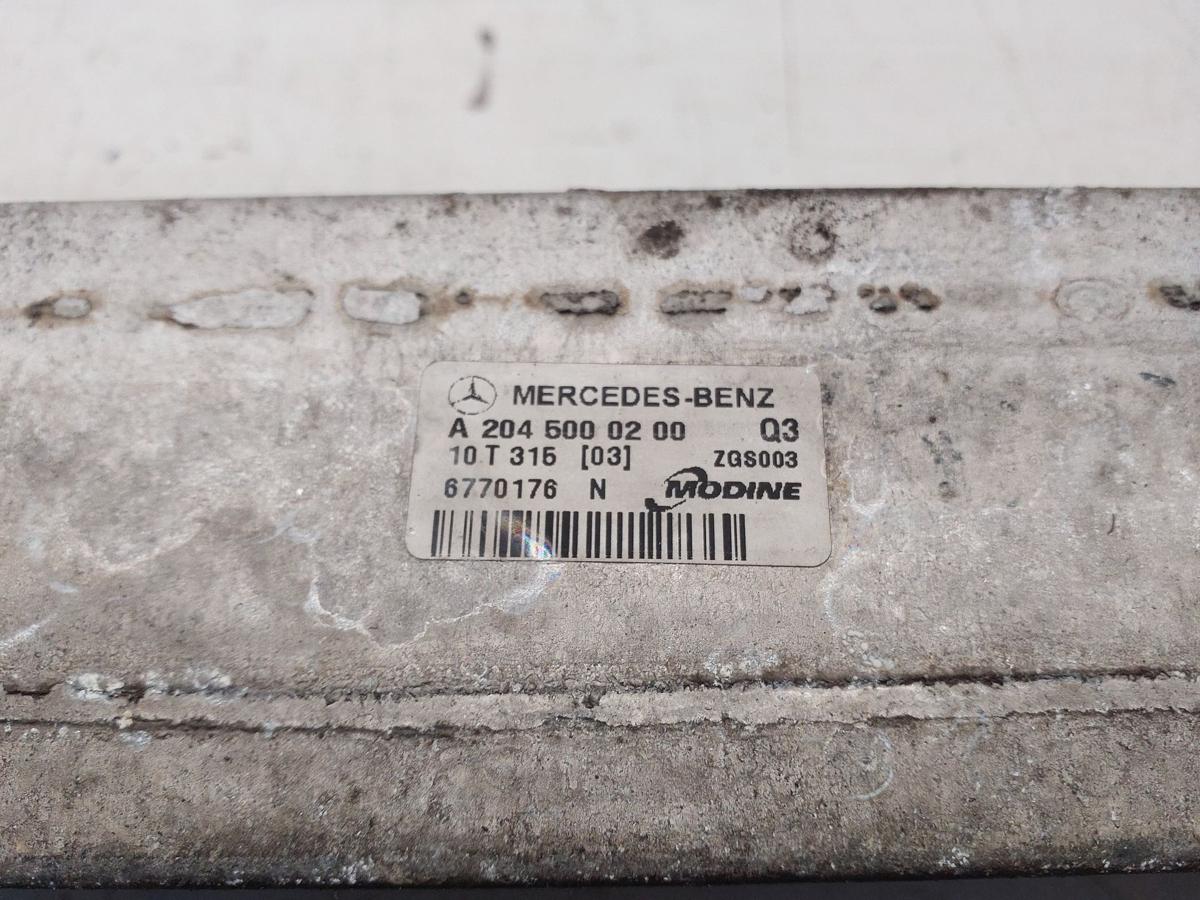 MERCEDES-BENZ
A 204 500 02 00 Q3
10 T 315 [03] ZGS003
6770176 N MODINE